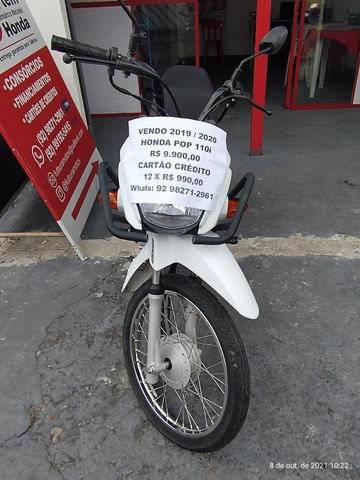 Honda
•CONSÓRCIOS
•FINANCIAMENTOS
•CARTÕES DE CRÉDITO
VENDO 2019 / 2020
HONDA POP 110i
R$ 9.900,00
CARTÃO CRÉDITO
12 X R$ 990,00
Whats: 92 98271-2961
8 de out. de 2021 10:22